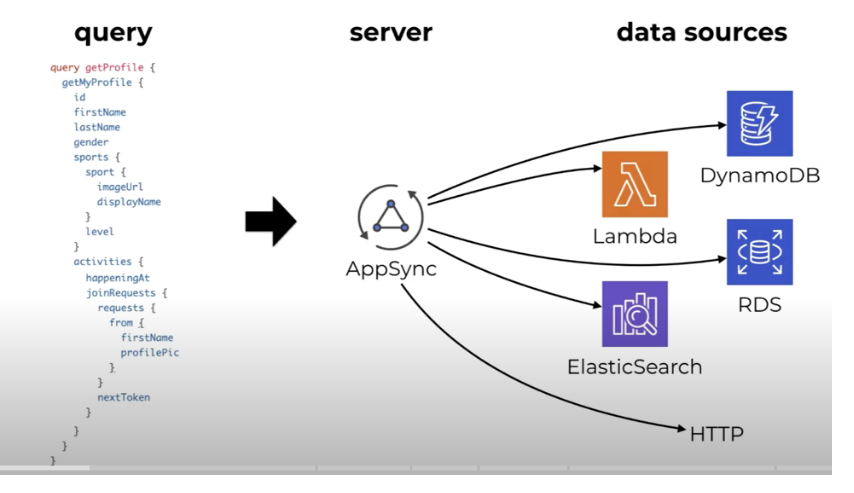 query
server
data sources
query getProfile {
getMyProfile {
id
firstName
lastName
gender
sports {
sport {
imageUrl
displayName
}
level
}
activities {
happeningAt
joinRequests {
requests {
from {
firstName
profilePic
}
}
nextToken
}
}
}
}
AppSync
DynamoDB
Lambda
RDS
ElasticSearch
HTTP